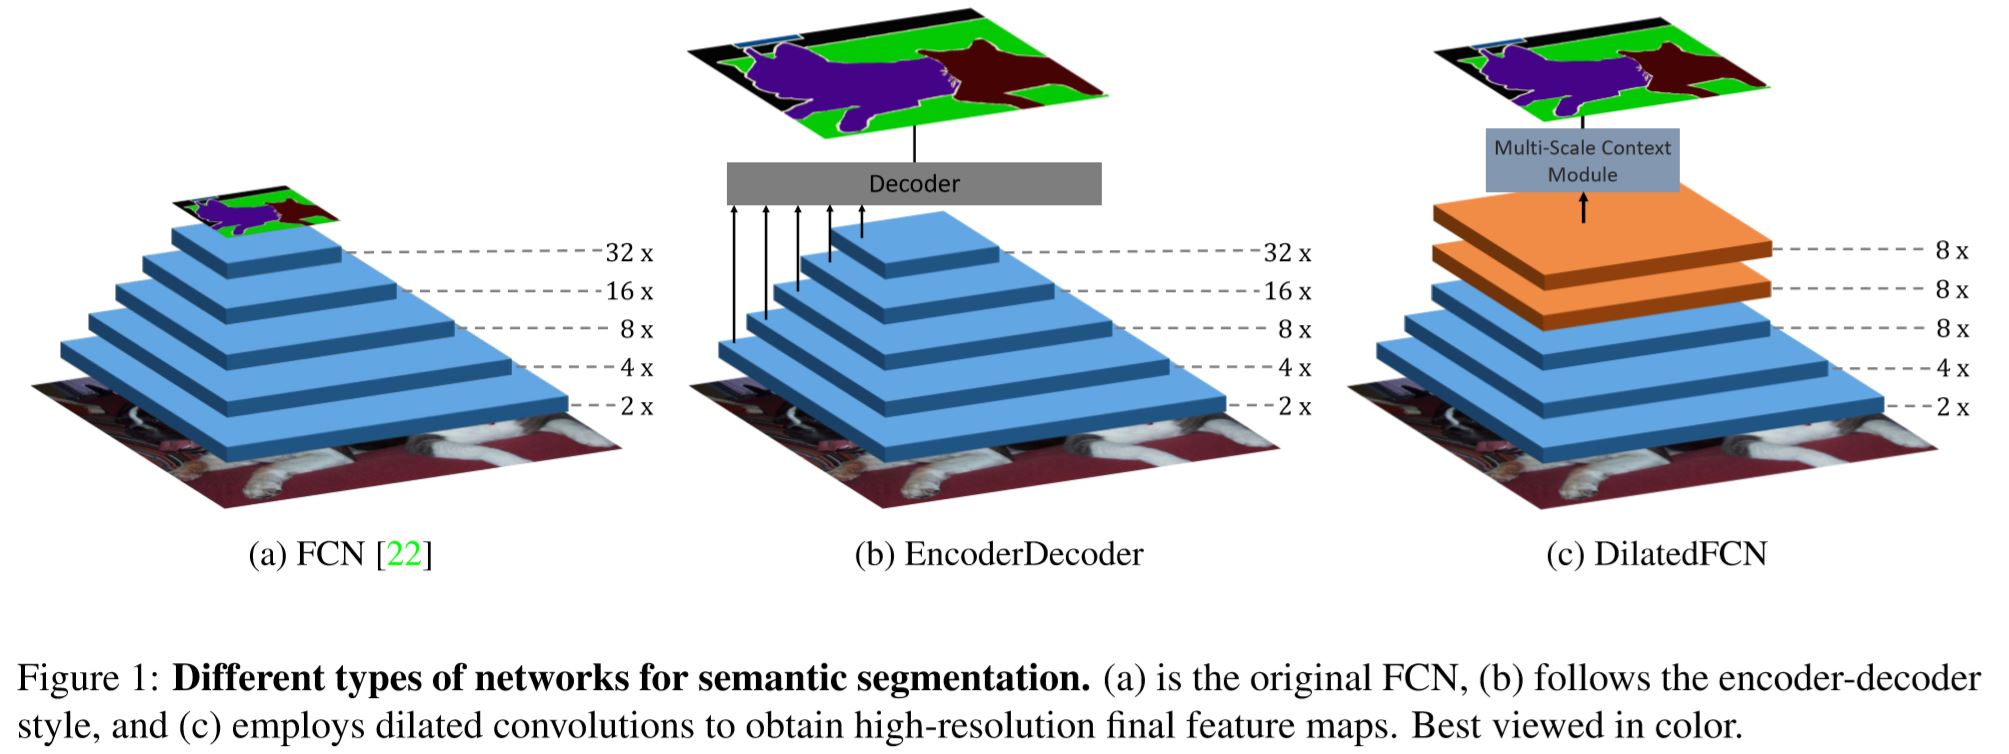 Decoder
Multi-Scale Context
Module
32 x
16 x
8 x
4 x
2 x
32 x
16 x
8 x
4 x
2 x
8 x
8 x
8 x
4 x
2 x
(a) FCN [22]
(b) EncoderDecoder
(c) DilatedFCN
Figure 1: Different types of networks for semantic segmentation. (a) is the original FCN, (b) follows the encoder-decoder
style, and (c) employs dilated convolutions to obtain high-resolution final feature maps. Best viewed in color.